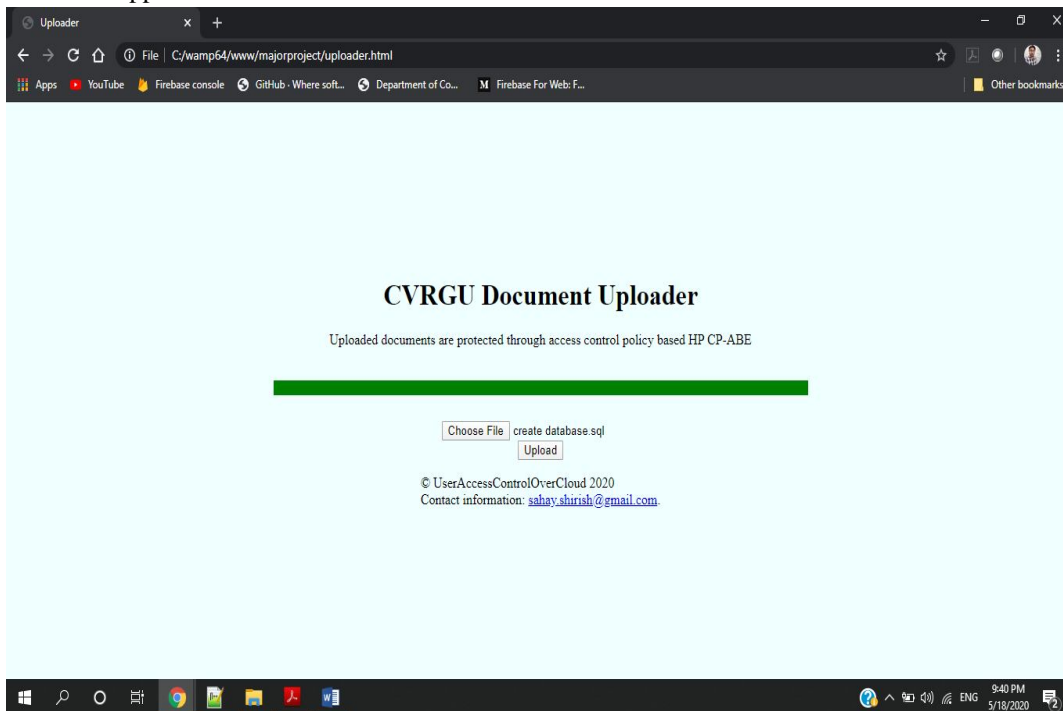 Uploader
File C:/wamp64/www/majorproject/uploader.html
Apps YouTube Firebase console GitHub · Where soft... Department of Co... M Firebase For Web: F... Other bookmarks
CVRGU Document Uploader
Uploaded documents are protected through access control policy based HP CP-ABE
Choose File create database.sql
Upload
© UserAccessControlOverCloud 2020
Contact information: sahay.shirish@gmail.com.
ENG
9:40 PM
5/18/2020